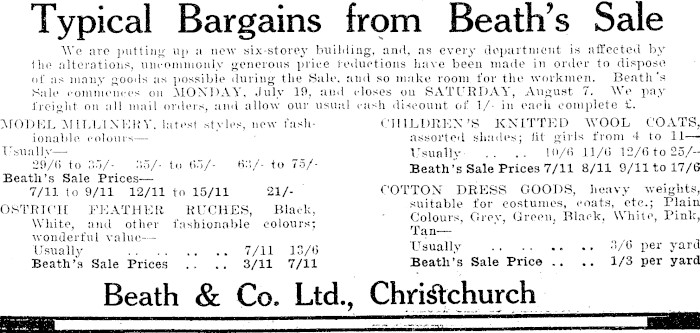 Typical Bargains from Beath's Sale
We are putting up a new six-storey building, and, as every department is affected by
the alterations, uncommonly generous price reductions have been made in order to dispose
of as many goods as possible during the Sale, and so make room for the workmen. Beath's
Sale commences on MONDAY, July 19, and closes on SATURDAY, August 7. We pay
freight on all mail orders, and allow our usual cash discount of 1/- in each complete £.
MODEL MILLINERY, latest styles, new fash-
ionable colours—
Usually—
29/6 to 35/- 35/- to 65/- 63/- to 75/-
Beath's Sale Prices—
7/11 to 9/11 12/11 to 15/11 21/-
OSTRICH FEATHER RUCHES, Black,
White, and other fashionable colours;
wonderful value—
Usually .. .. .. .. 7/11 13/6
Beath's Sale Prices .. .. 3/11 7/11
CHILDREN'S KNITTED WOOL COATS,
assorted shades; fit girls from 4 to 11—
Usually .. .. 10/6 11/6 12/6 to 25/-
Beath's Sale Prices 7/11 8/11 9/11 to 17/6
COTTON DRESS GOODS, heavy weights,
suitable for costumes, coats, etc.; Plain
Colours, Grey, Green, Black, White, Pink,
Tan—
Usually .. .. .. .. 3/6 per yard
Beath's Sale Price .. .. 1/3 per yard
Beath & Co. Ltd., Christchurch